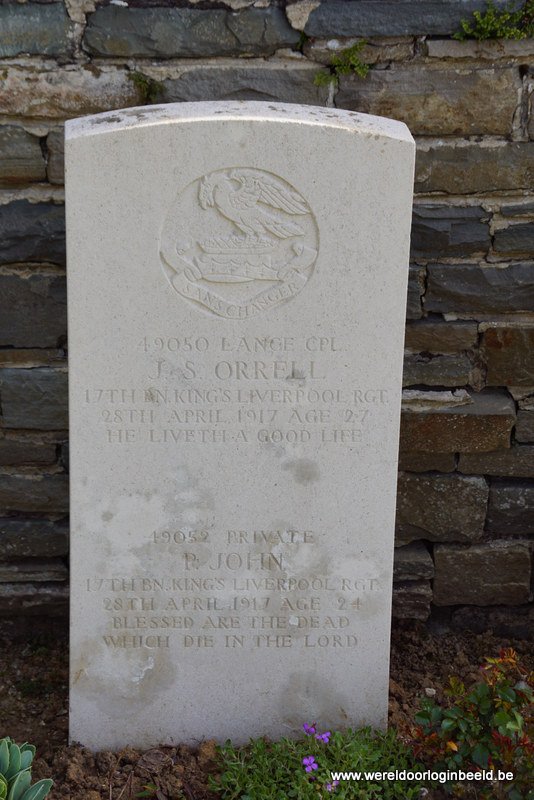 SANS CHANGER
49050 LANCE CPL.
J. S. ORRELL
17TH BN. KING'S LIVERPOOL RGT.
28TH APRIL 1917 AGE 27
HE LIVETH A GOOD LIFE
49052 PRIVATE
P. JOHN
17TH BN. KING'S LIVERPOOL RGT.
28TH APRIL 1917 AGE 24
BLESSED ARE THE DEAD
WHICH DIE IN THE LORD
www.wereldoorloginbeeld.be